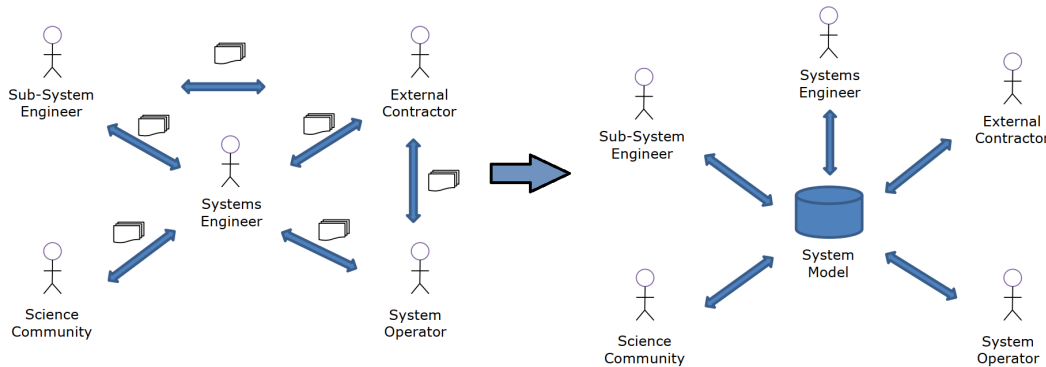 Sub-System
Engineer
External
Contractor
Systems
Engineer
Science
Community
System
Operator
Systems
Engineer
Sub-System
Engineer
External
Contractor
System
Model
Science
Community
System
Operator